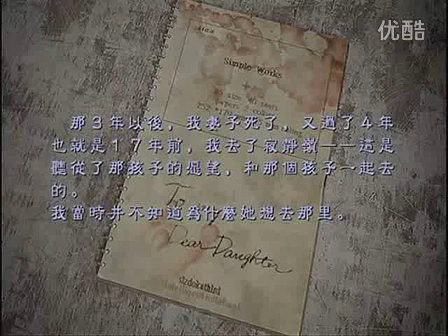 优酷
Simple Works
那3年以後，我妻子死了，又過了4年
也就是17年前，我去了寂靜嶺——這是
聽從了那孩子的愿望，和那個孩子一起去
的。
我當時并不知道爲什麼她想去那里。
To
Dear Daughter